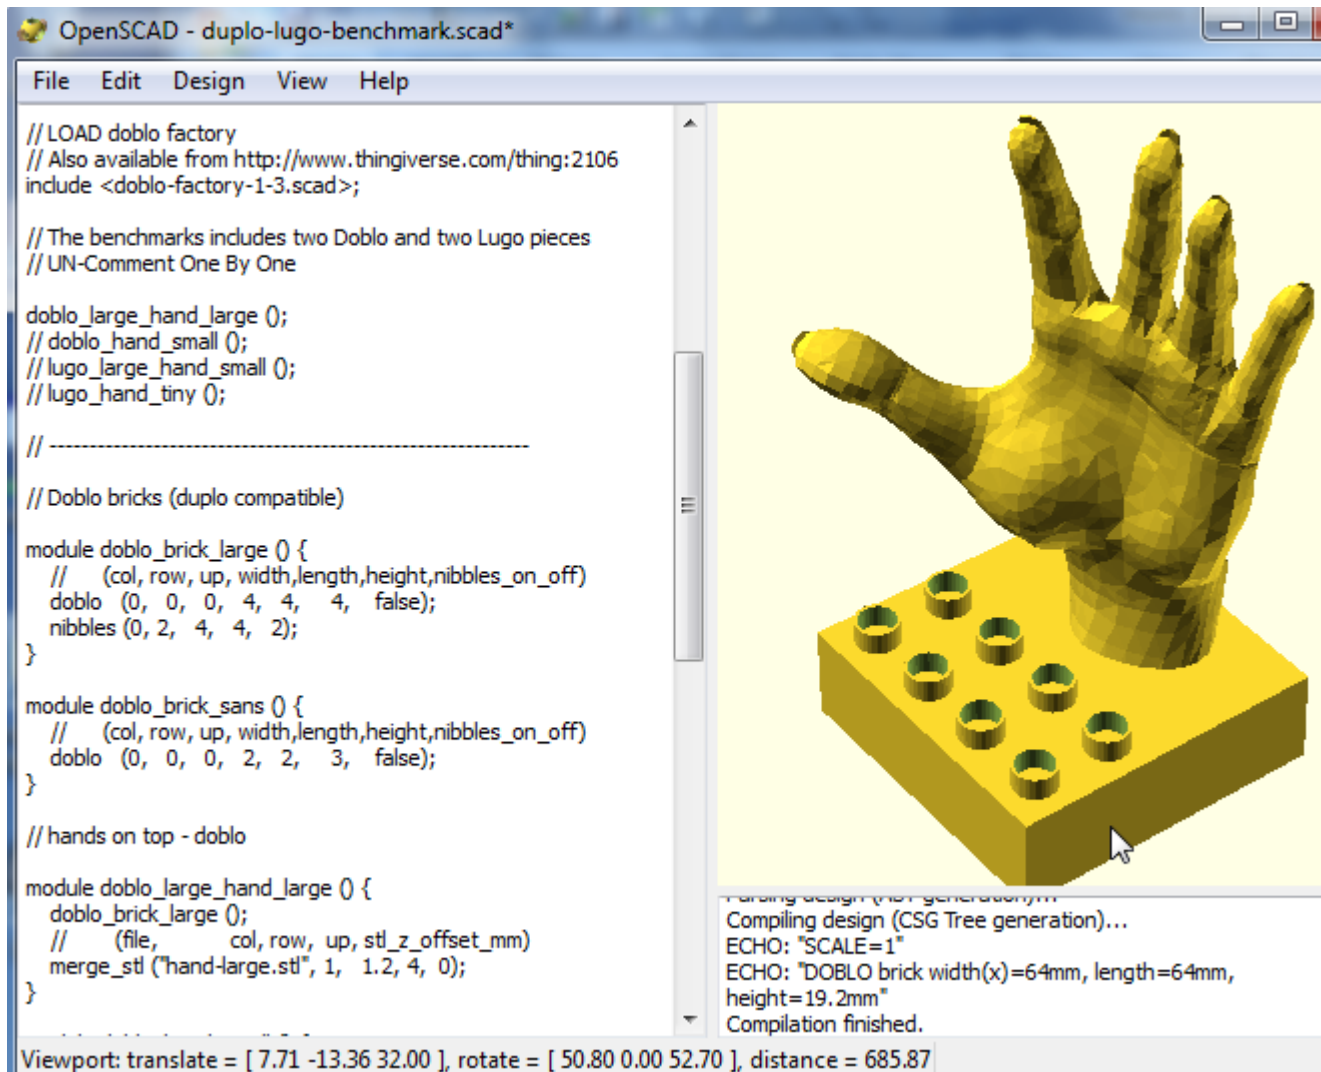 OpenSCAD - duplo-lugo-benchmark.scad*
File Edit Design View Help
// LOAD doblo factory
// Also available from http://www.thingiverse.com/thing:2106
include <doblo-factory-1-3.scad>;
// The benchmarks includes two Doblo and two Lugo pieces
// UN-Comment One By One
doblo_large_hand_large ();
// doblo_hand_small ();
// lugo_large_hand_small ();
// lugo_hand_tiny ();
// ------------------------------------------------------------
// Doblo bricks (duplo compatible)
module doblo_brick_large () {
// (col, row, up, width,length,height,nibbles_on_off)
doblo (0, 0, 0, 4, 4, 4, false);
nibbles (0, 2, 4, 4, 2);
}
module doblo_brick_sans () {
// (col, row, up, width,length,height,nibbles_on_off)
doblo (0, 0, 0, 2, 2, 3, false);
}
// hands on top - doblo
module doblo_large_hand_large () {
doblo_brick_large ();
// (file, col, row, up, stl_z_offset_mm)
merge_stl ("hand-large.stl", 1, 1.2, 4, 0);
}
Parsing design (AST generation)...
Compiling design (CSG Tree generation)...
ECHO: "SCALE=1"
ECHO: "DOBLO brick width(x)=64mm, length=64mm,
height=19.2mm"
Compilation finished.
Viewport: translate = [ 7.71 -13.36 32.00 ], rotate = [ 50.80 0.00 52.70 ], distance = 685.87